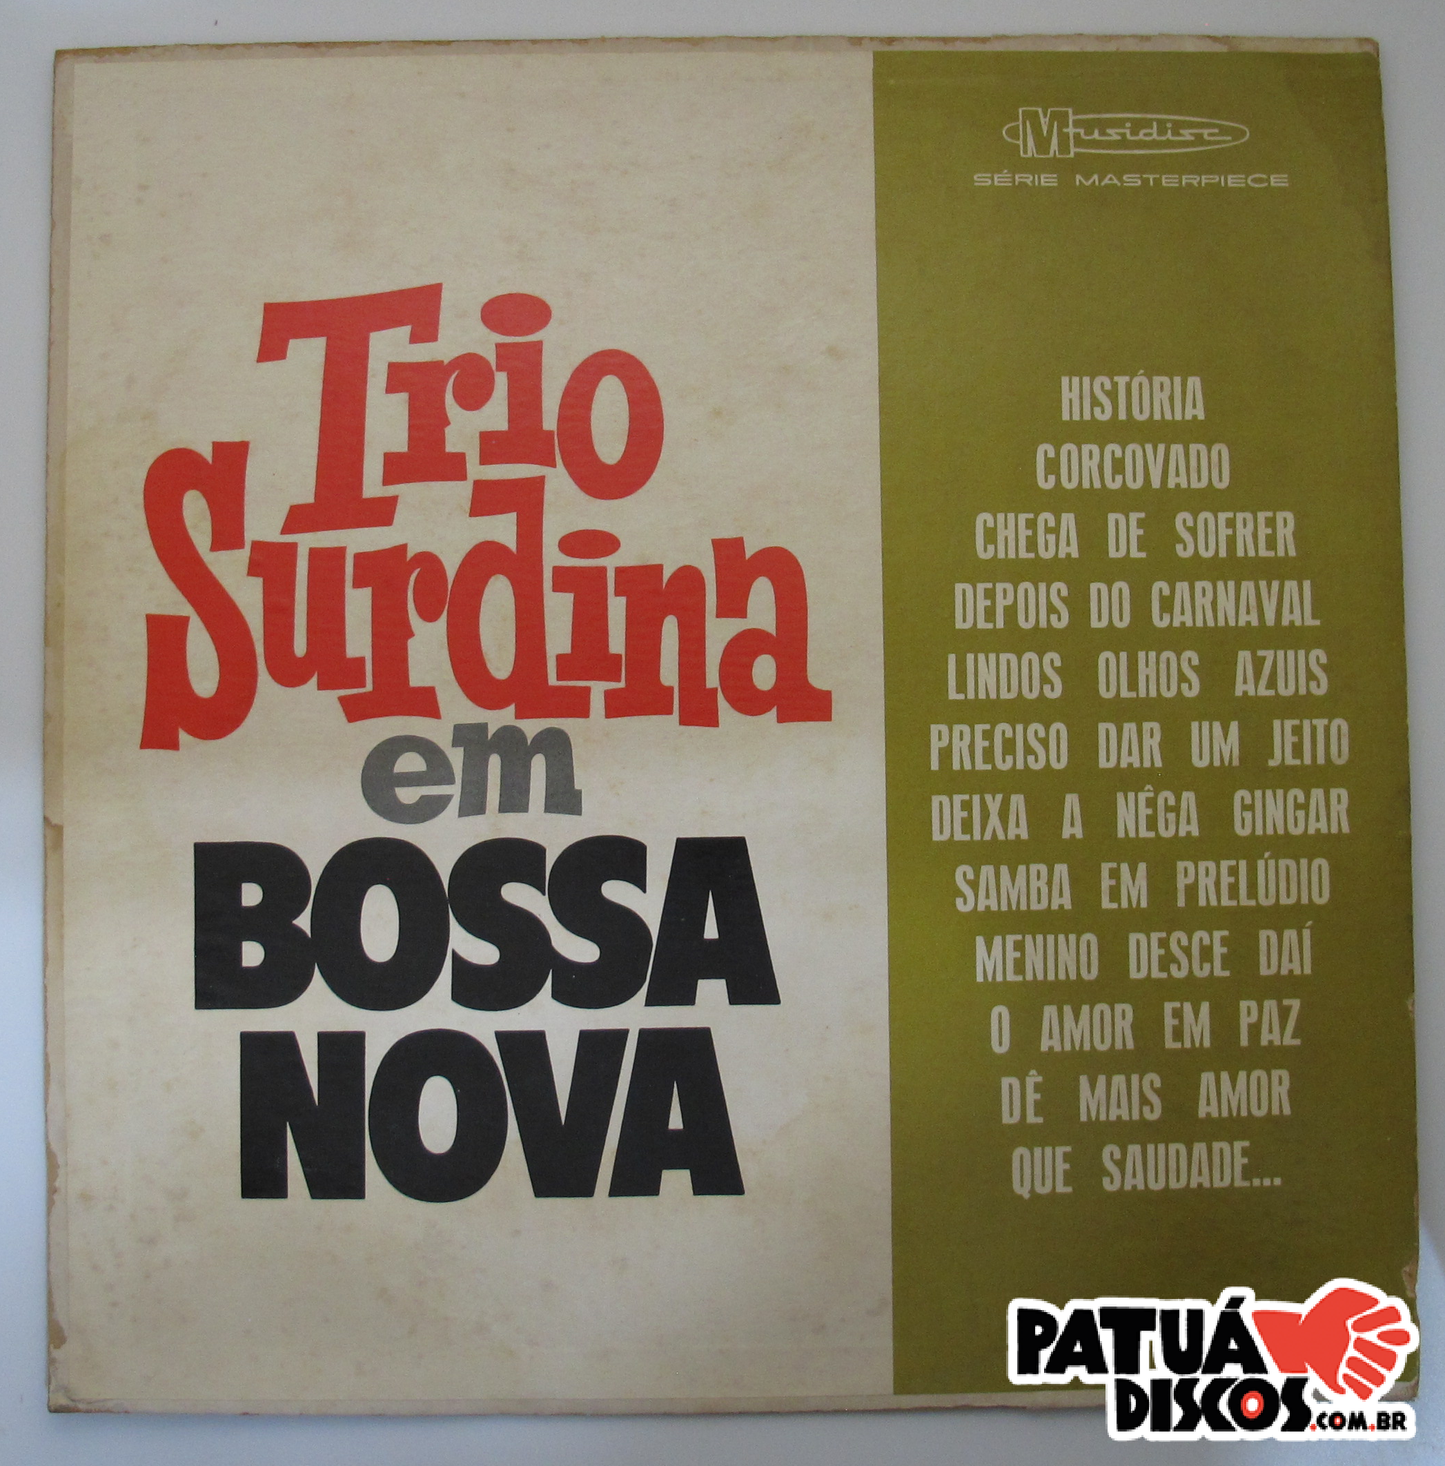 Trio
Surdina
em
BOSSA
NOVA
Musidisc
SÉRIE MASTERPIECE
HISTÓRIA
CORCOVADO
CHEGA DE SOFRER
DEPOIS DO CARNAVAL
LINDOS OLHOS AZUIS
PRECISO DAR UM JEITO
DEIXA A NÊGA GINGAR
SAMBA EM PRELÚDIO
MENINO DESCE DAÍ
O AMOR EM PAZ
DÊ MAIS AMOR
QUE SAUDADE...
PATUÁ
DISCOS.COM.BR